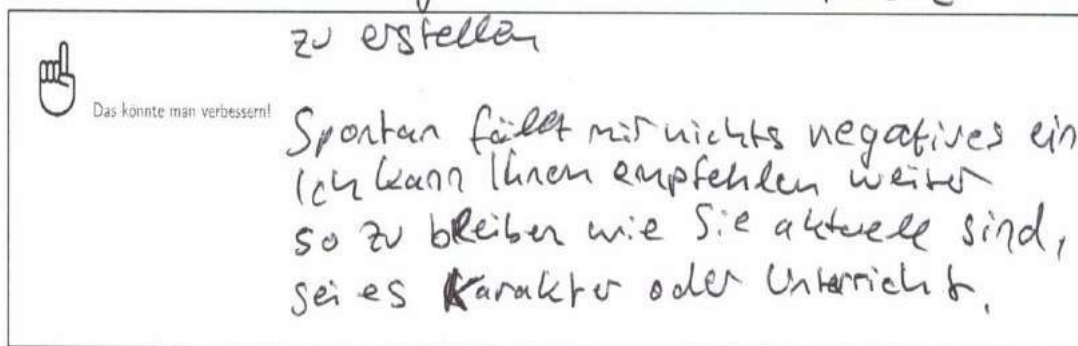 zu erstellen
Das könnte man verbessern!
Spontan fällt mir nichts negatives ein
Ich kann Ihnen empfehlen weiter
so zu bleiben wie Sie aktuell sind,
sei es Karakter oder Unterricht.